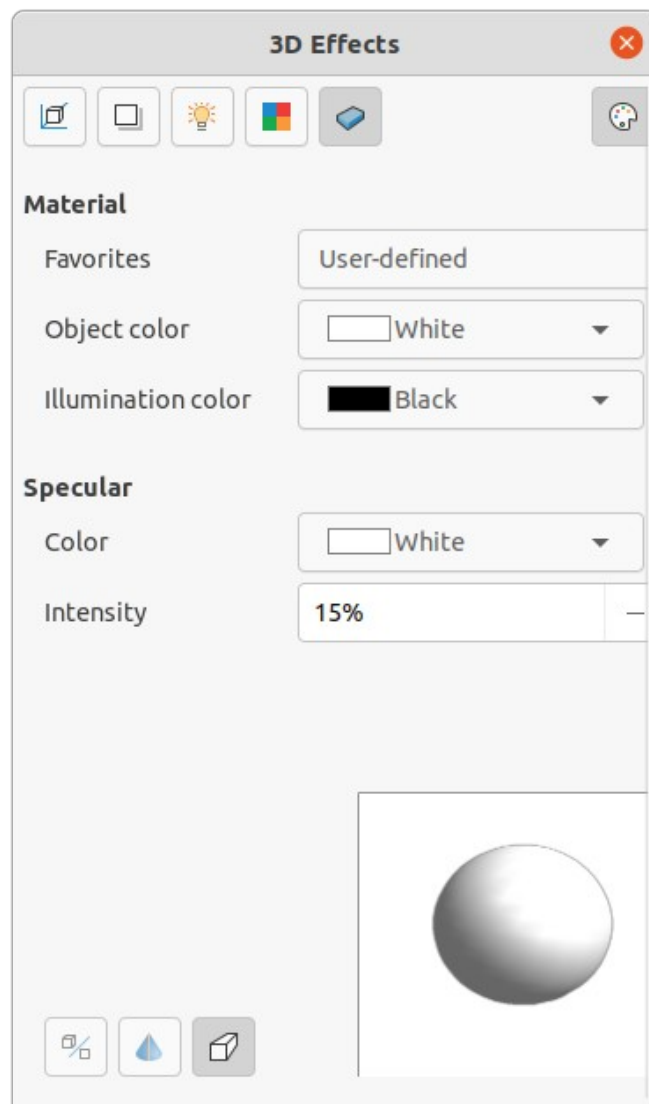 3D Effects
Material
Favorites User-defined
Object color White
Illumination color Black
Specular
Color White
Intensity 15%